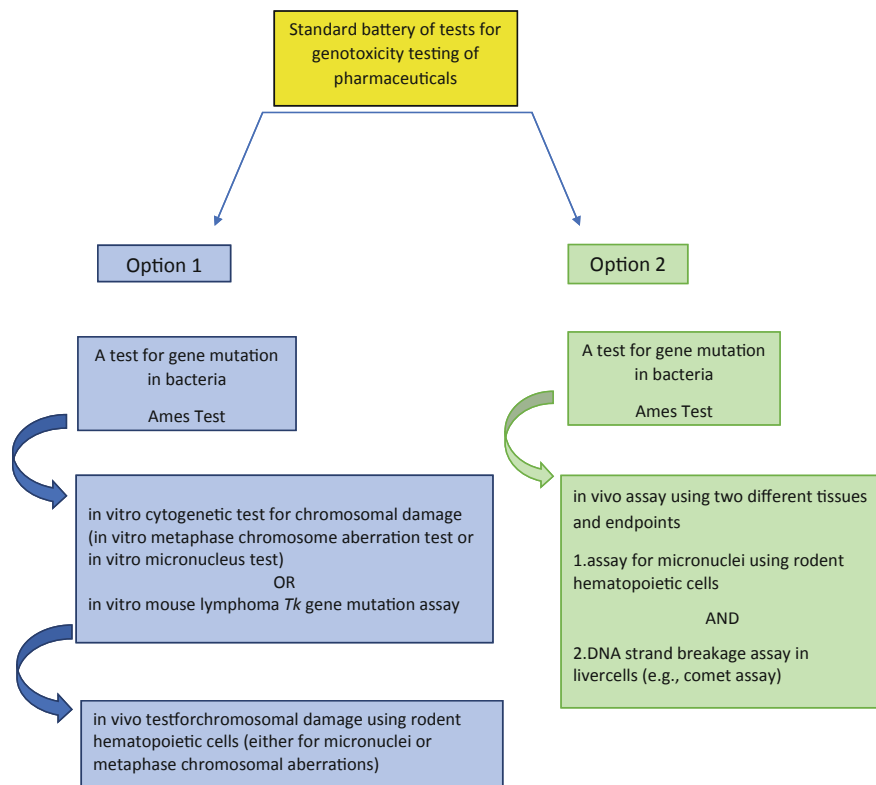 Standard battery of tests for
genotoxicity testing of
pharmaceuticals
Option 1
A test for gene mutation
in bacteria
Ames Test
in vitro cytogenetic test for chromosomal damage
(in vitro metaphase chromosome aberration test or
in vitro micronucleus test)
OR
in vitro mouse lymphoma Tk gene mutation assay
in vivo testforchromosomal damage using rodent
hematopoietic cells (either for micronuclei or
metaphase chromosomal aberrations)
Option 2
A test for gene mutation
in bacteria
Ames Test
in vivo assay using two different tissues
and endpoints
1.assay for micronuclei using rodent
hematopoietic cells
AND
2.DNA strand breakage assay in
livercells (e.g., comet assay)